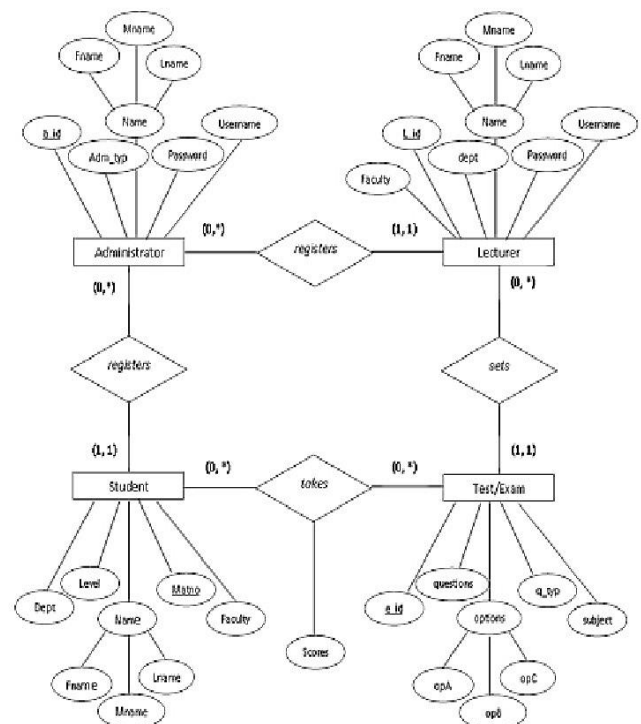 Mname
Mname
Fname
Lname
Fname
Lname
Name
Name
a_id
Username
L_id
Username
Adm_typ
Password
dept
Password
Faculty
Administrator
(0,*)
registers
(1, 1)
Lecturer
(0,*)
(0, *)
registers
sets
(1, 1)
(0, *)
(0, *)
(1, 1)
Student
takes
Test/Exam
Level
Matno
questions
q_typ
Dept
Name
Faculty
e_id
options
subject
Fname
Lname
Scores
opA
opC
Mname
opB